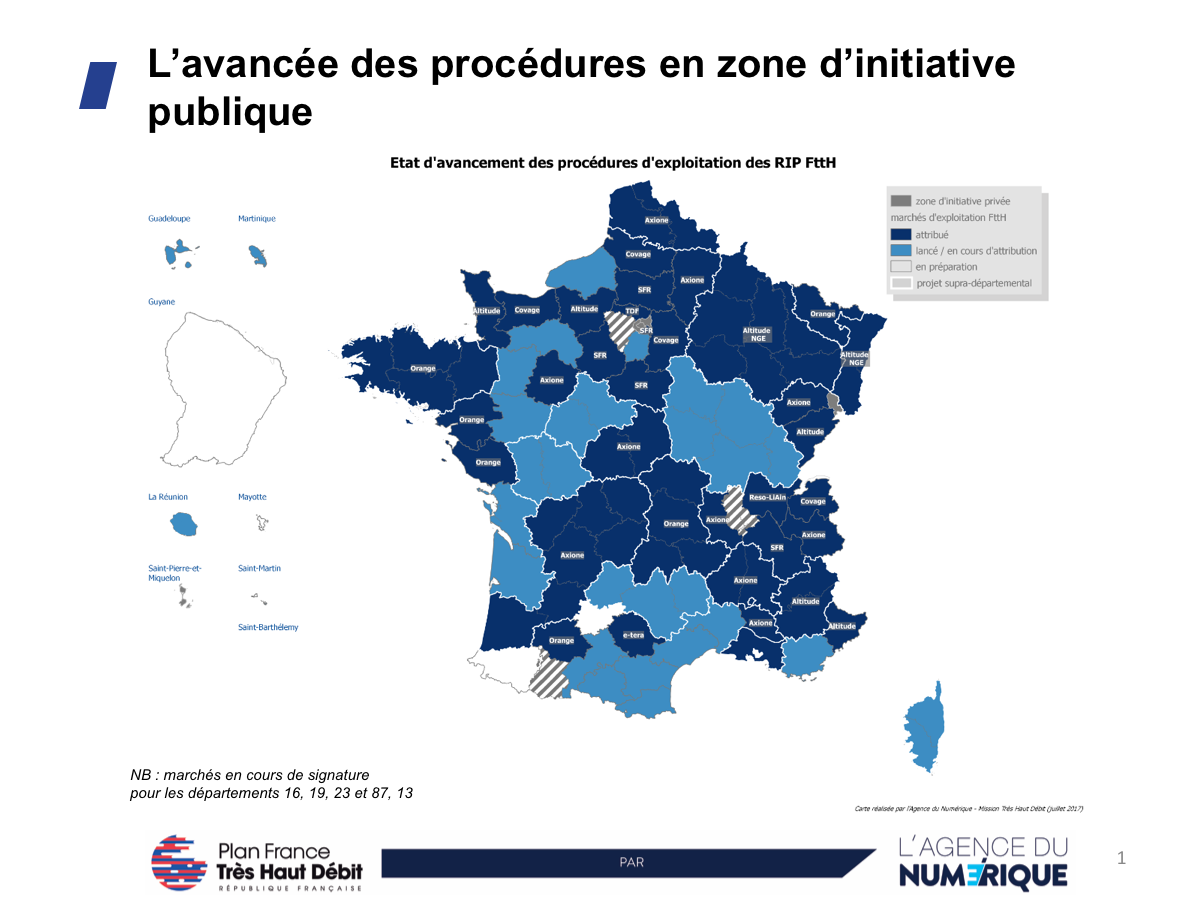 L’avancée des procédures en zone d’initiative
publique
Etat d'avancement des procédures d'exploitation des RIP FttH
zone d'initiative privée
marchés d'exploitation FttH
attribué
lancé / en cours d'attribution
en préparation
projet supra-départemental
Guadeloupe
Martinique
Guyane
La Réunion
Mayotte
Saint-Pierre-et-
Miquelon
Saint-Martin
Saint-Barthélemy
Axione
Covage
Axione
SFR
Altitude
Covage
Altitude
TDF
SFR
Covage
Orange
Altitude
NGE
Altitude
NGE
Orange
SFR
Axione
SFR
Axione
Altitude
Orange
Axione
Orange
Reso-LIAin
Covage
Orange
Axione
Axione
SFR
Axione
Axione
Altitude
Axione
Altitude
Orange
e-tera
NB : marchés en cours de signature
pour les départements 16, 19, 23 et 87, 13
Carte réalisée par l'Agence du Numérique - Mission Très Haut Débit (juillet 2017)
Plan France
Très Haut Débit
RÉPUBLIQUE FRANÇAISE
PAR
L'AGENCE DU
NUMÉRIQUE
1